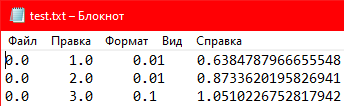 test.txt – Блокнот
Файл Правка Формат Вид Справка
0.0 1.0 0.01 0.6384787966655548
0.0 2.0 0.01 0.8733620195826941
0.0 3.0 0.1 1.0510226752817942